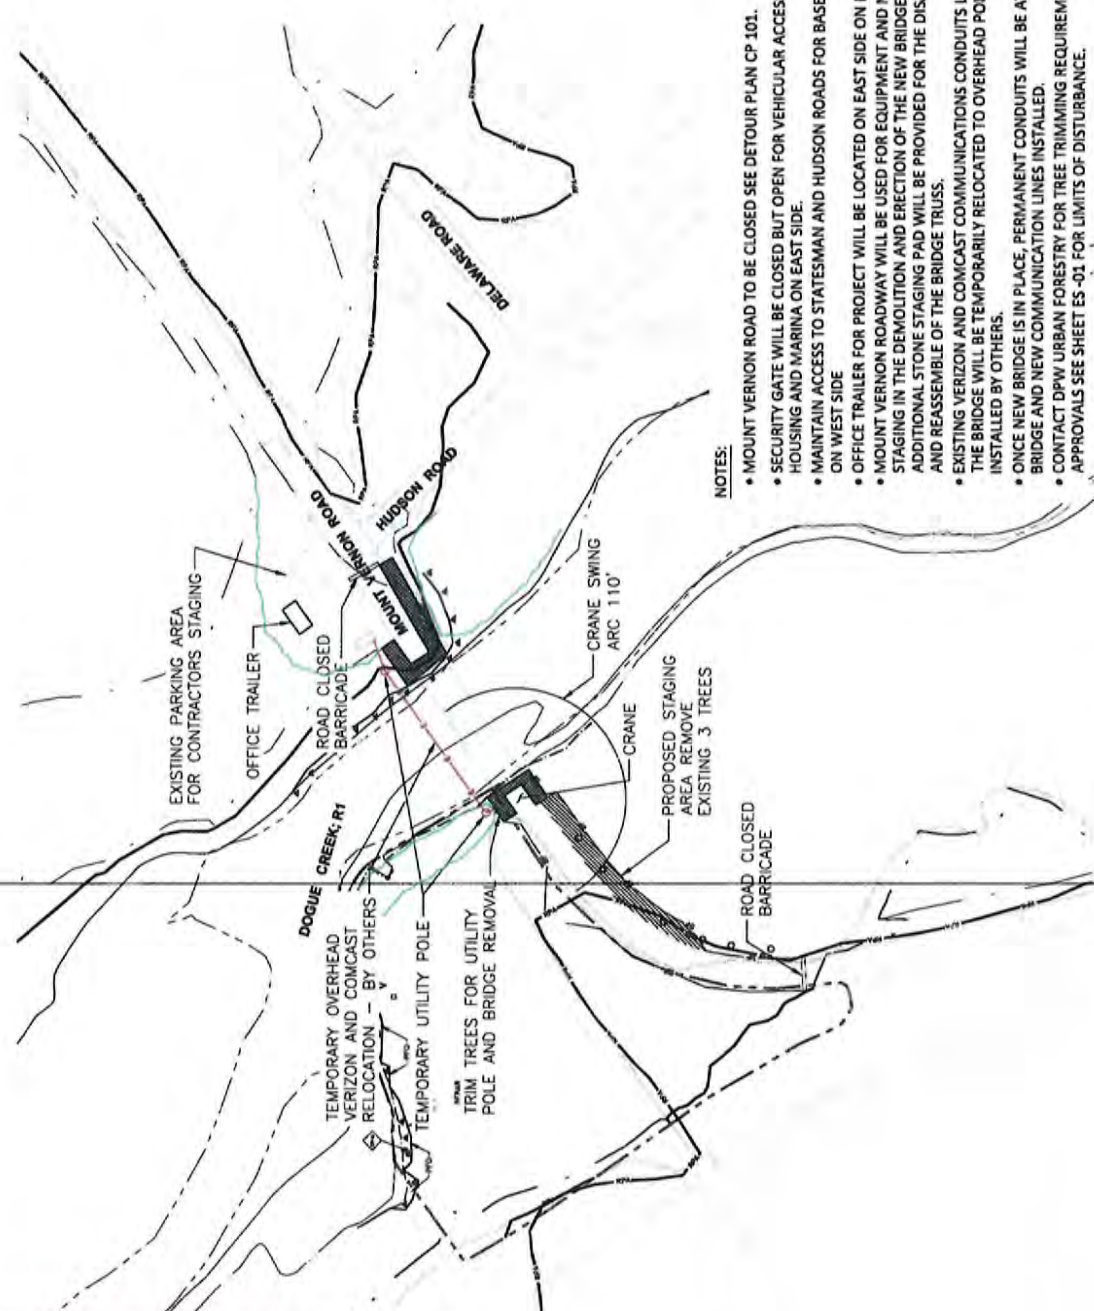 EXISTING PARKING AREA
FOR CONTRACTORS STAGING
OFFICE TRAILER
ROAD CLOSED
BARRICADE
MOUNT VERNON ROAD
MOUNT
HUDSON ROAD
DELAWARE ROAD
DOGUE CREEK; R1
TEMPORARY OVERHEAD
VERIZON AND COMCAST
RELOCATION – BY OTHERS
TEMPORARY UTILITY POLE
TRIM TREES FOR UTILITY
POLE AND BRIDGE REMOVAL
CRANE SWING
ARC 110'
CRANE
PROPOSED STAGING
AREA REMOVE
EXISTING 3 TREES
ROAD CLOSED
BARRICADE
NOTES:
• MOUNT VERNON ROAD TO BE CLOSED SEE DETOUR PLAN CP 101.
• SECURITY GATE WILL BE CLOSED BUT OPEN FOR VEHICULAR ACCES
HOUSING AND MARINA ON EAST SIDE.
• MAINTAIN ACCESS TO STATESMAN AND HUDSON ROADS FOR BASE
ON WEST SIDE
• OFFICE TRAILER FOR PROJECT WILL BE LOCATED ON EAST SIDE ON
• MOUNT VERNON ROADWAY WILL BE USED FOR EQUIPMENT AND
STAGING IN THE DEMOLITION AND ERECTION OF THE NEW BRIDGE
ADDITIONAL STONE STAGING PAD WILL BE PROVIDED FOR THE DIS
AND REASSEMBLE OF THE BRIDGE TRUSS.
• EXISTING VERIZON AND COMCAST COMMUNICATIONS CONDUITS
THE BRIDGE WILL BE TEMPORARILY RELOCATED TO OVERHEAD PO
INSTALLED BY OTHERS.
• ONCE NEW BRIDGE IS IN PLACE, PERMANENT CONDUITS WILL BE
BRIDGE AND NEW COMMUNICATION LINES INSTALLED.
• CONTACT DPW URBAN FORESTRY FOR TREE TRIMMING REQUIREM
APPROVALS SEE SHEET ES -01 FOR LIMITS OF DISTURBANCE.